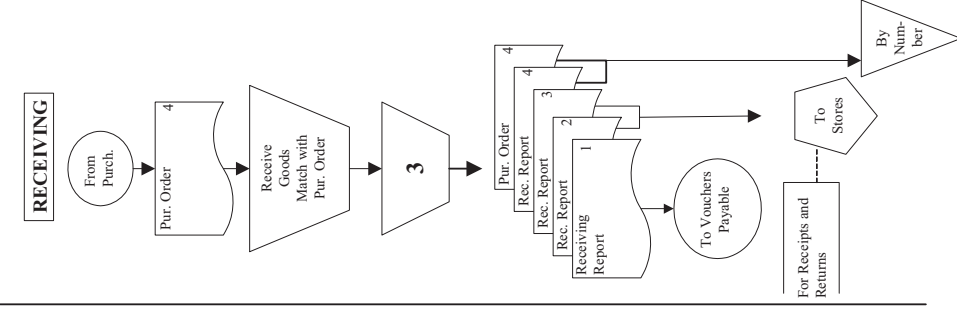 RECEIVING
From
Purch.
Pur. Order
4
Receive
Goods
Match with
Pur. Order
3
Pur. Order
4
Rec. Report
4
Rec. Report
3
Rec. Report
2
Receiving
Report
1
To Vouchers
Payable
For Receipts and
Returns
To
Stores
By
Num-
ber